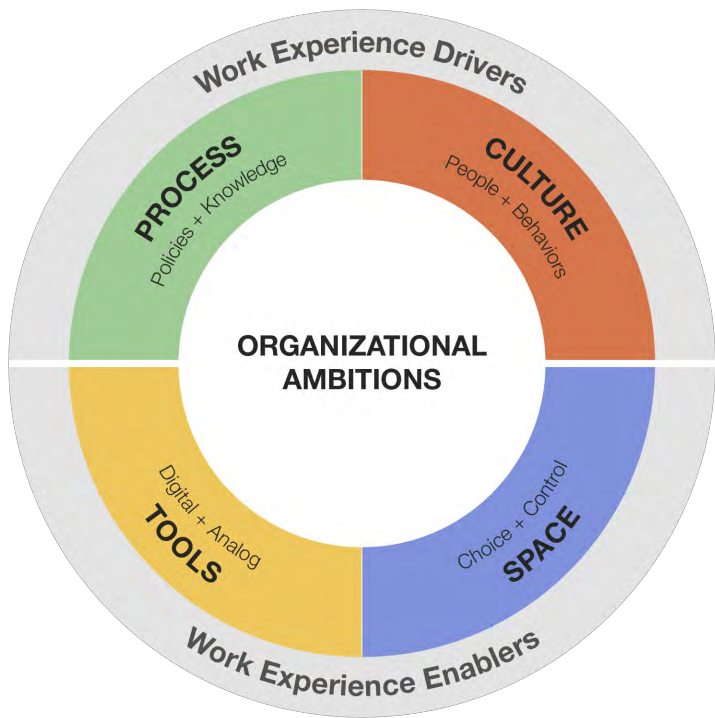 Work Experience Drivers
PROCESS
Policies + Knowledge
CULTURE
People + Behaviors
ORGANIZATIONAL
AMBITIONS
Digital + Analog
TOOLS
Choice + Control
SPACE
Work Experience Enablers